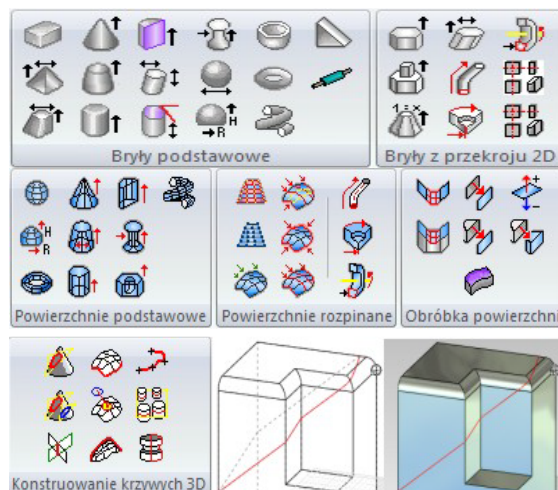 Bryły podstawowe
Bryły z przekroju 2D
Powierzchnie podstawowe
Powierzchnie rozpinane
Obróbka powierzchni
Konstruowanie krzywych 3D